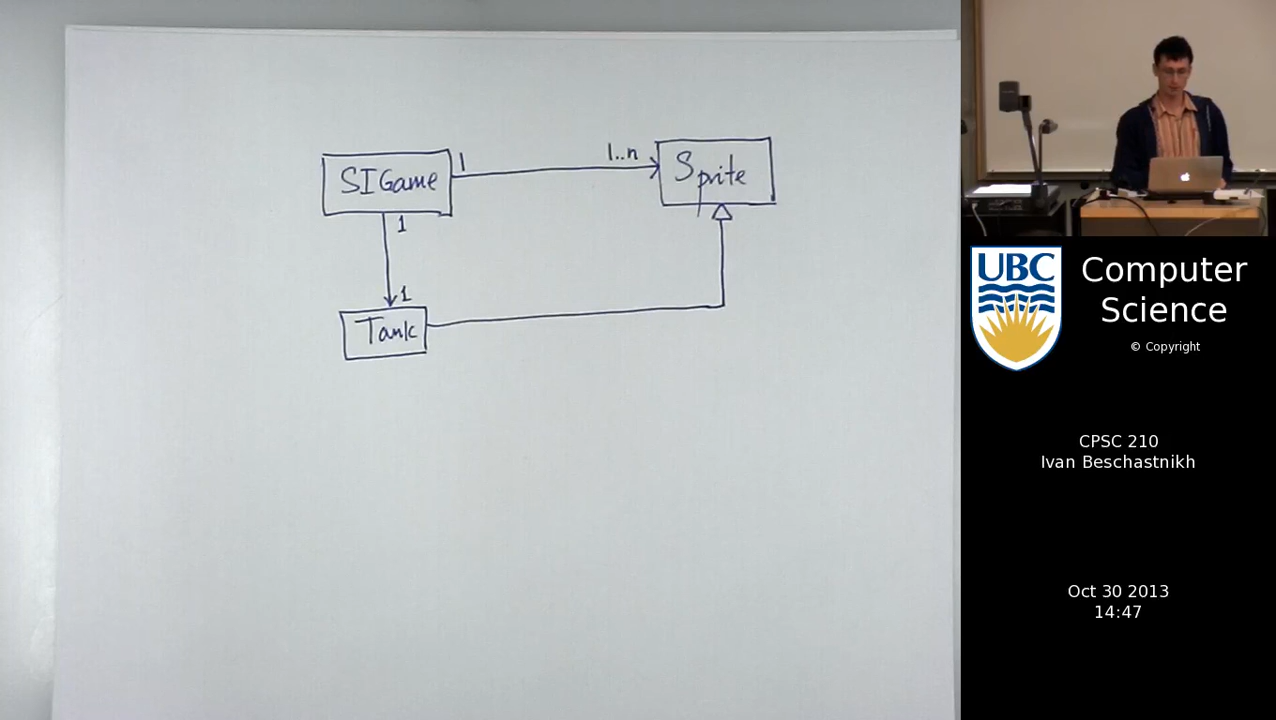 1
1..n
SIGame
Sprite
1
1
Tank
UBC
Computer
Science
© Copyright
CPSC 210
Ivan Beschastnikh
Oct 30 2013
14:47